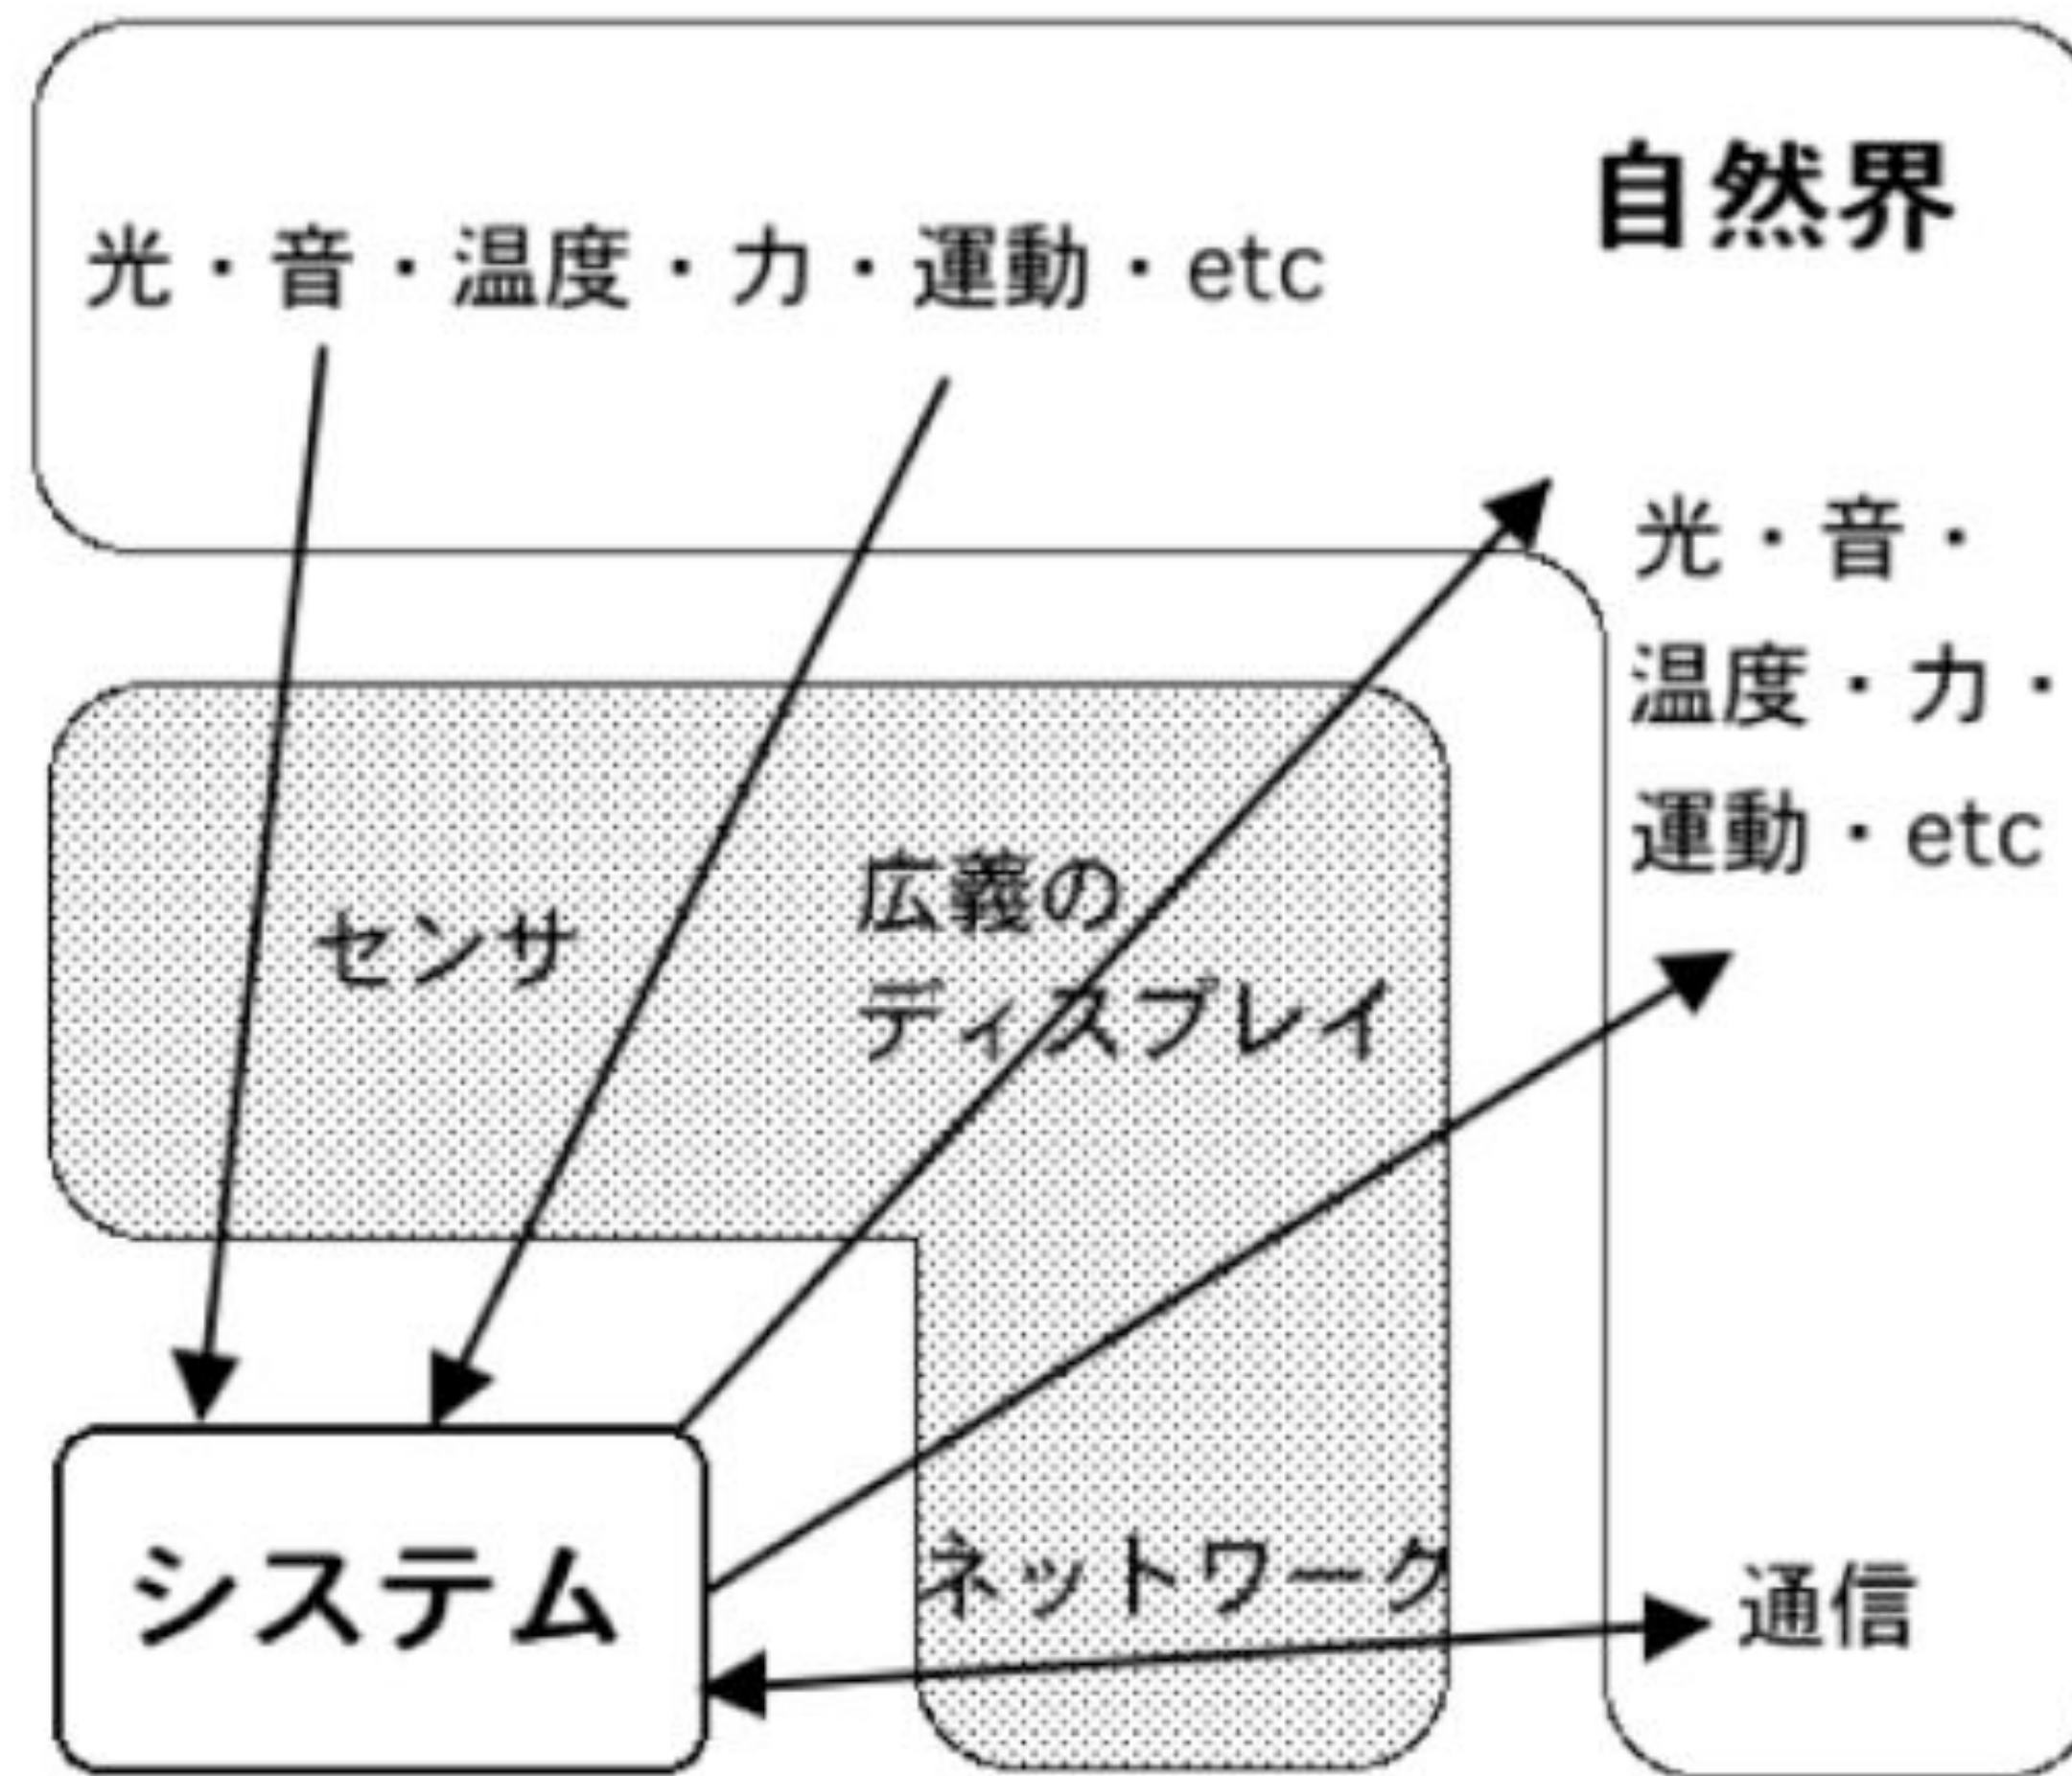 自然界
光・音・温度・力・運動・etc
光・音・
温度・力・
運動・etc
センサ
広義の
ディスプレイ
ネットワーク
システム
通信